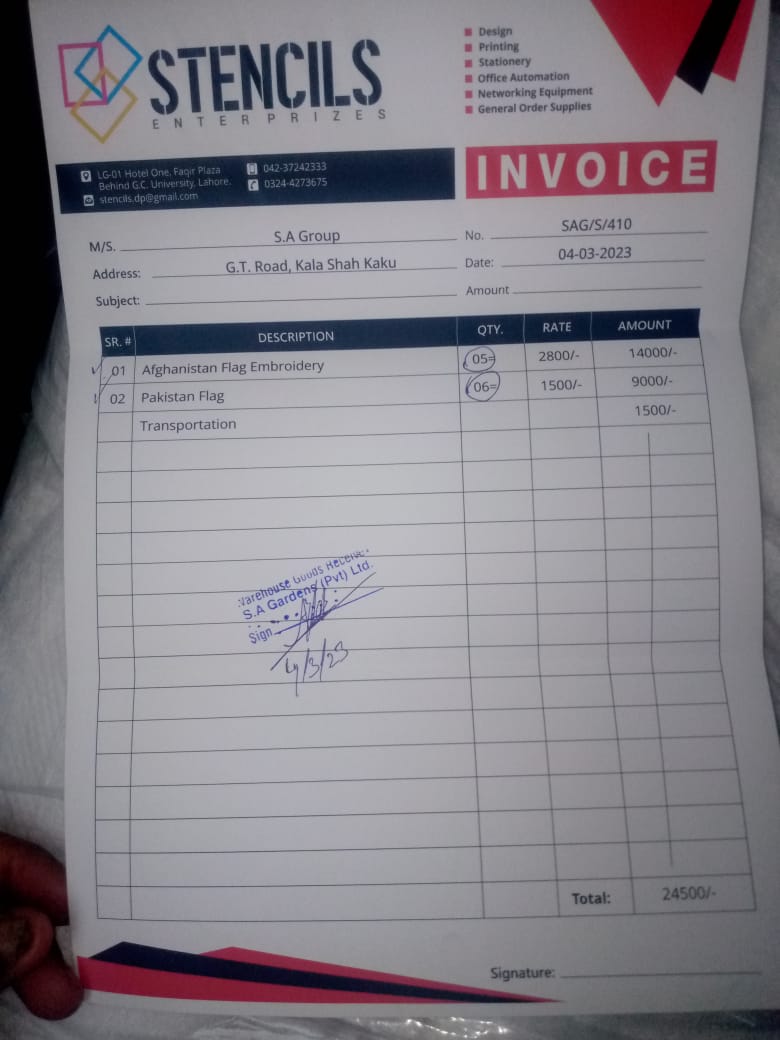 STENCILS
ENTERPRIZES
Design
Printing
Stationery
Office Automation
Networking Equipment
General Order Supplies
LG-01 Hotel One, Faqir Plaza
Behind G.C. University, Lahore.
stencils.dp@gmail.com
042-37242333
0324-4273675
INVOICE
M/S. S.A Group
No. SAG/S/410
Address: G.T. Road, Kala Shah Kaku
Date: 04-03-2023
Subject:
Amount
SR. # DESCRIPTION QTY. RATE AMOUNT
01 Afghanistan Flag Embroidery 05= 2800/- 14000/-
02 Pakistan Flag 06= 1500/- 9000/-
Transportation 1500/-
Warehouse Goods Receive
S.A Gardens (Pvt) Ltd.
Sign
4/3/23
Total: 24500/-
Signature: